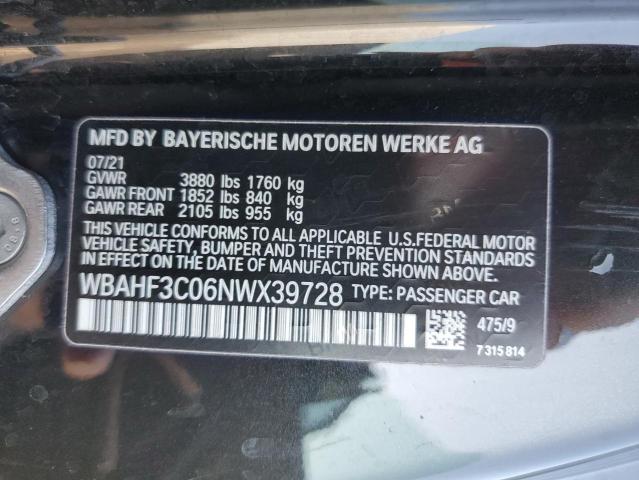 MFD BY BAYERISCHE MOTOREN WERKE AG
07/21
GVWR 3880 lbs 1760 kg
GAWR FRONT 1852 lbs 840 kg
GAWR REAR 2105 lbs 955 kg
THIS VEHICLE CONFORMS TO ALL APPLICABLE U.S.FEDERAL MOTOR
VEHICLE SAFETY, BUMPER AND THEFT PREVENTION STANDARDS
IN EFFECT ON THE DATE OF MANUFACTURE SHOWN ABOVE.
WBAHF3C06NWX39728 TYPE: PASSENGER CAR
475/9
7 315 814